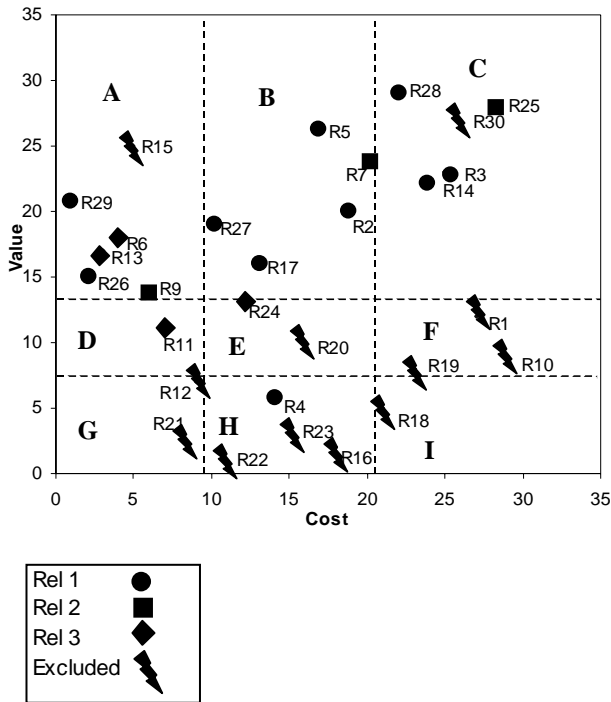 35
30
25
20
15
10
5
0
Value
A
B
C
D
E
F
G
H
I
R28
R25
R30
R5
R15
R7
R3
R14
R29
R2
R27
R6
R13
R17
R26
R9
R24
R1
R11
R20
R19
R10
R12
R4
R18
R21
R23
R22
R16
0 5 10 15 20 25 30 35
Cost
Rel 1
Rel 2
Rel 3
Excluded